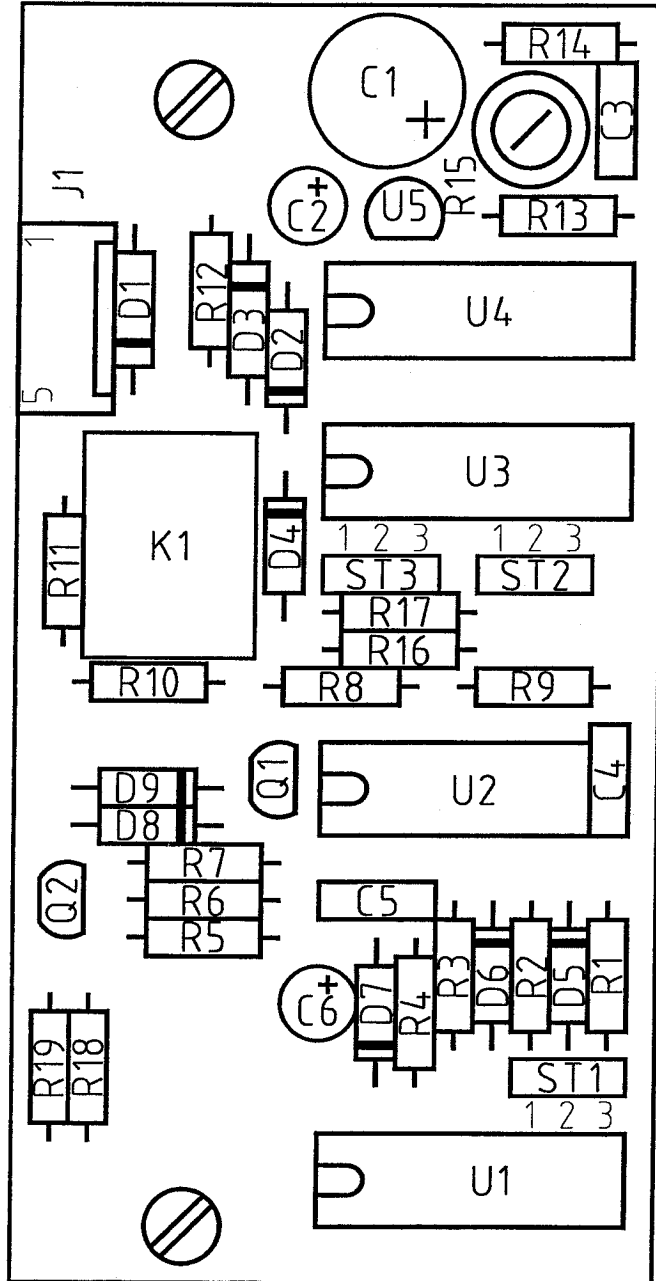 R14
C1
+
C3
J1
R15
+
C2
U5
R13
1
D1
R12
D3
D2
U4
5
U3
K1
D4
R11
1 2 3
1 2 3
ST3
ST2
R17
R16
R10
R8
R9
D9
Q1
U2
C4
D8
R7
Q2
R6
C5
R5
R3
D6
R2
D5
R1
+
C6
D7
R4
R19
R18
ST1
1 2 3
U1